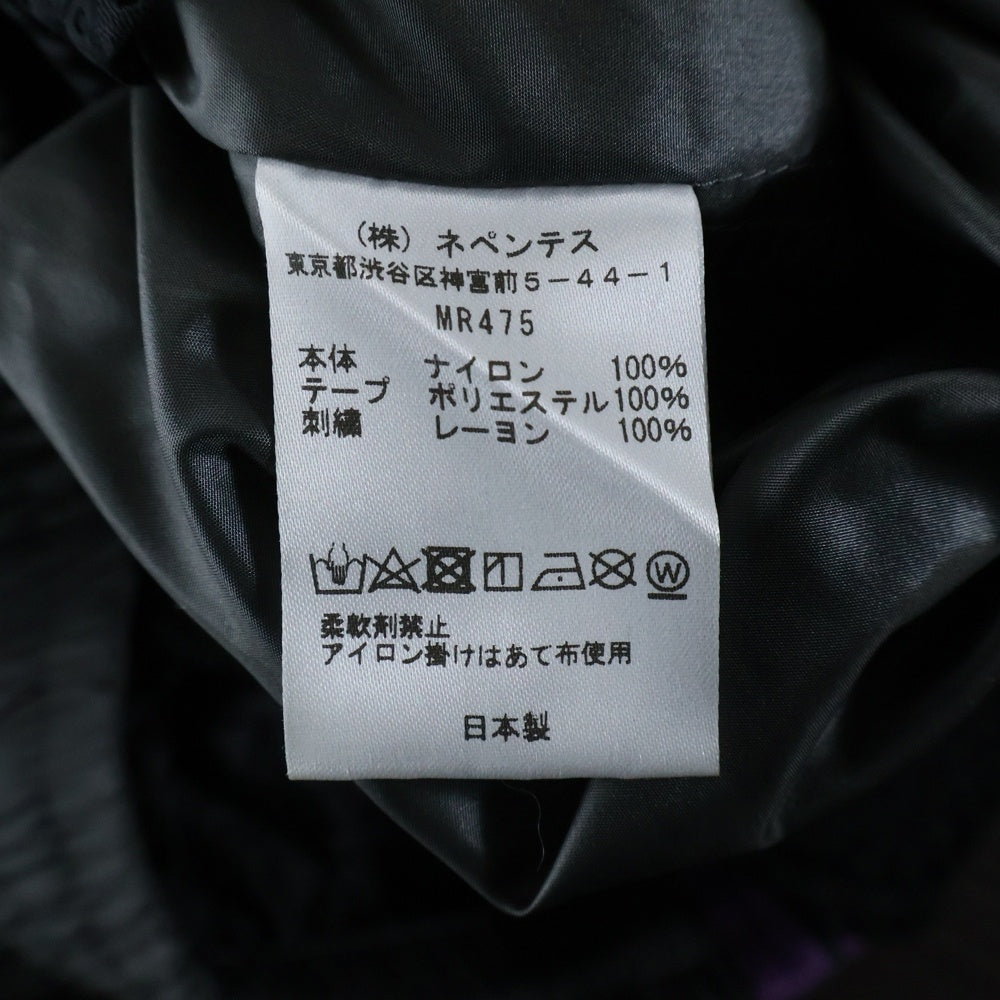 （株）ネペンテス
東京都渋谷区神宮前５－４４－１
MR475
本体 ナイロン 100%
テープ ポリエステル 100%
刺繍 レーヨン 100%
W
柔軟剤禁止
アイロン掛けはあて布使用
日本製